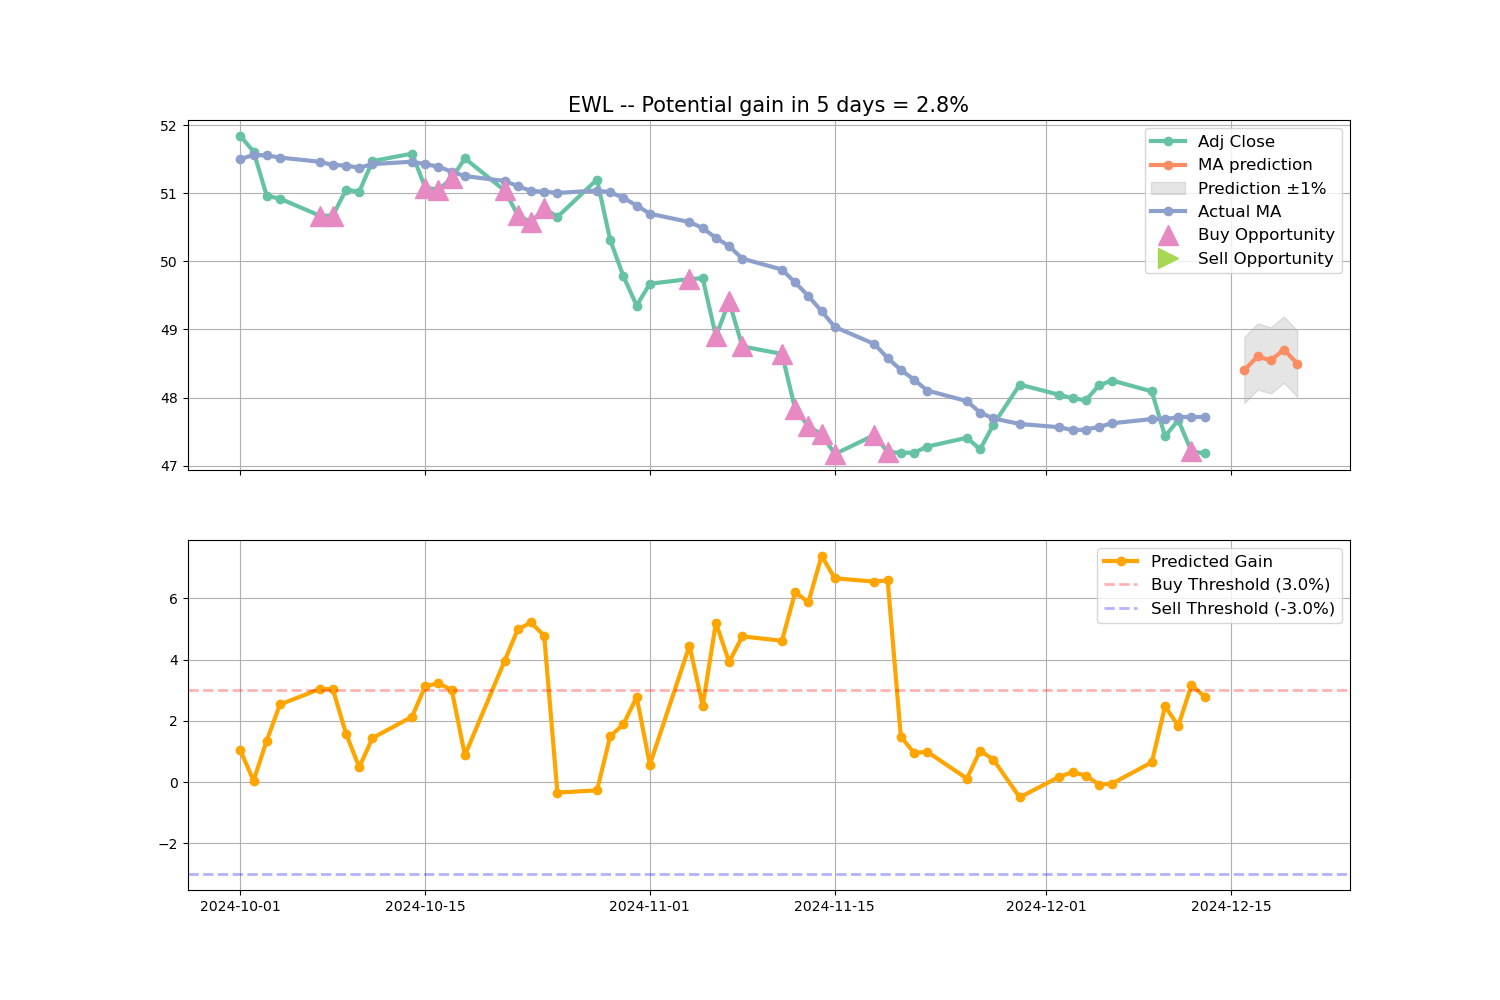 EWL -- Potential gain in 5 days = 2.8%
52
51
50
49
48
47
Adj Close
MA prediction
Prediction ±1%
Actual MA
Buy Opportunity
Sell Opportunity
6
4
2
0
−2
Predicted Gain
Buy Threshold (3.0%)
Sell Threshold (-3.0%)
2024-10-01 2024-10-15 2024-11-01 2024-11-15 2024-12-01 2024-12-15